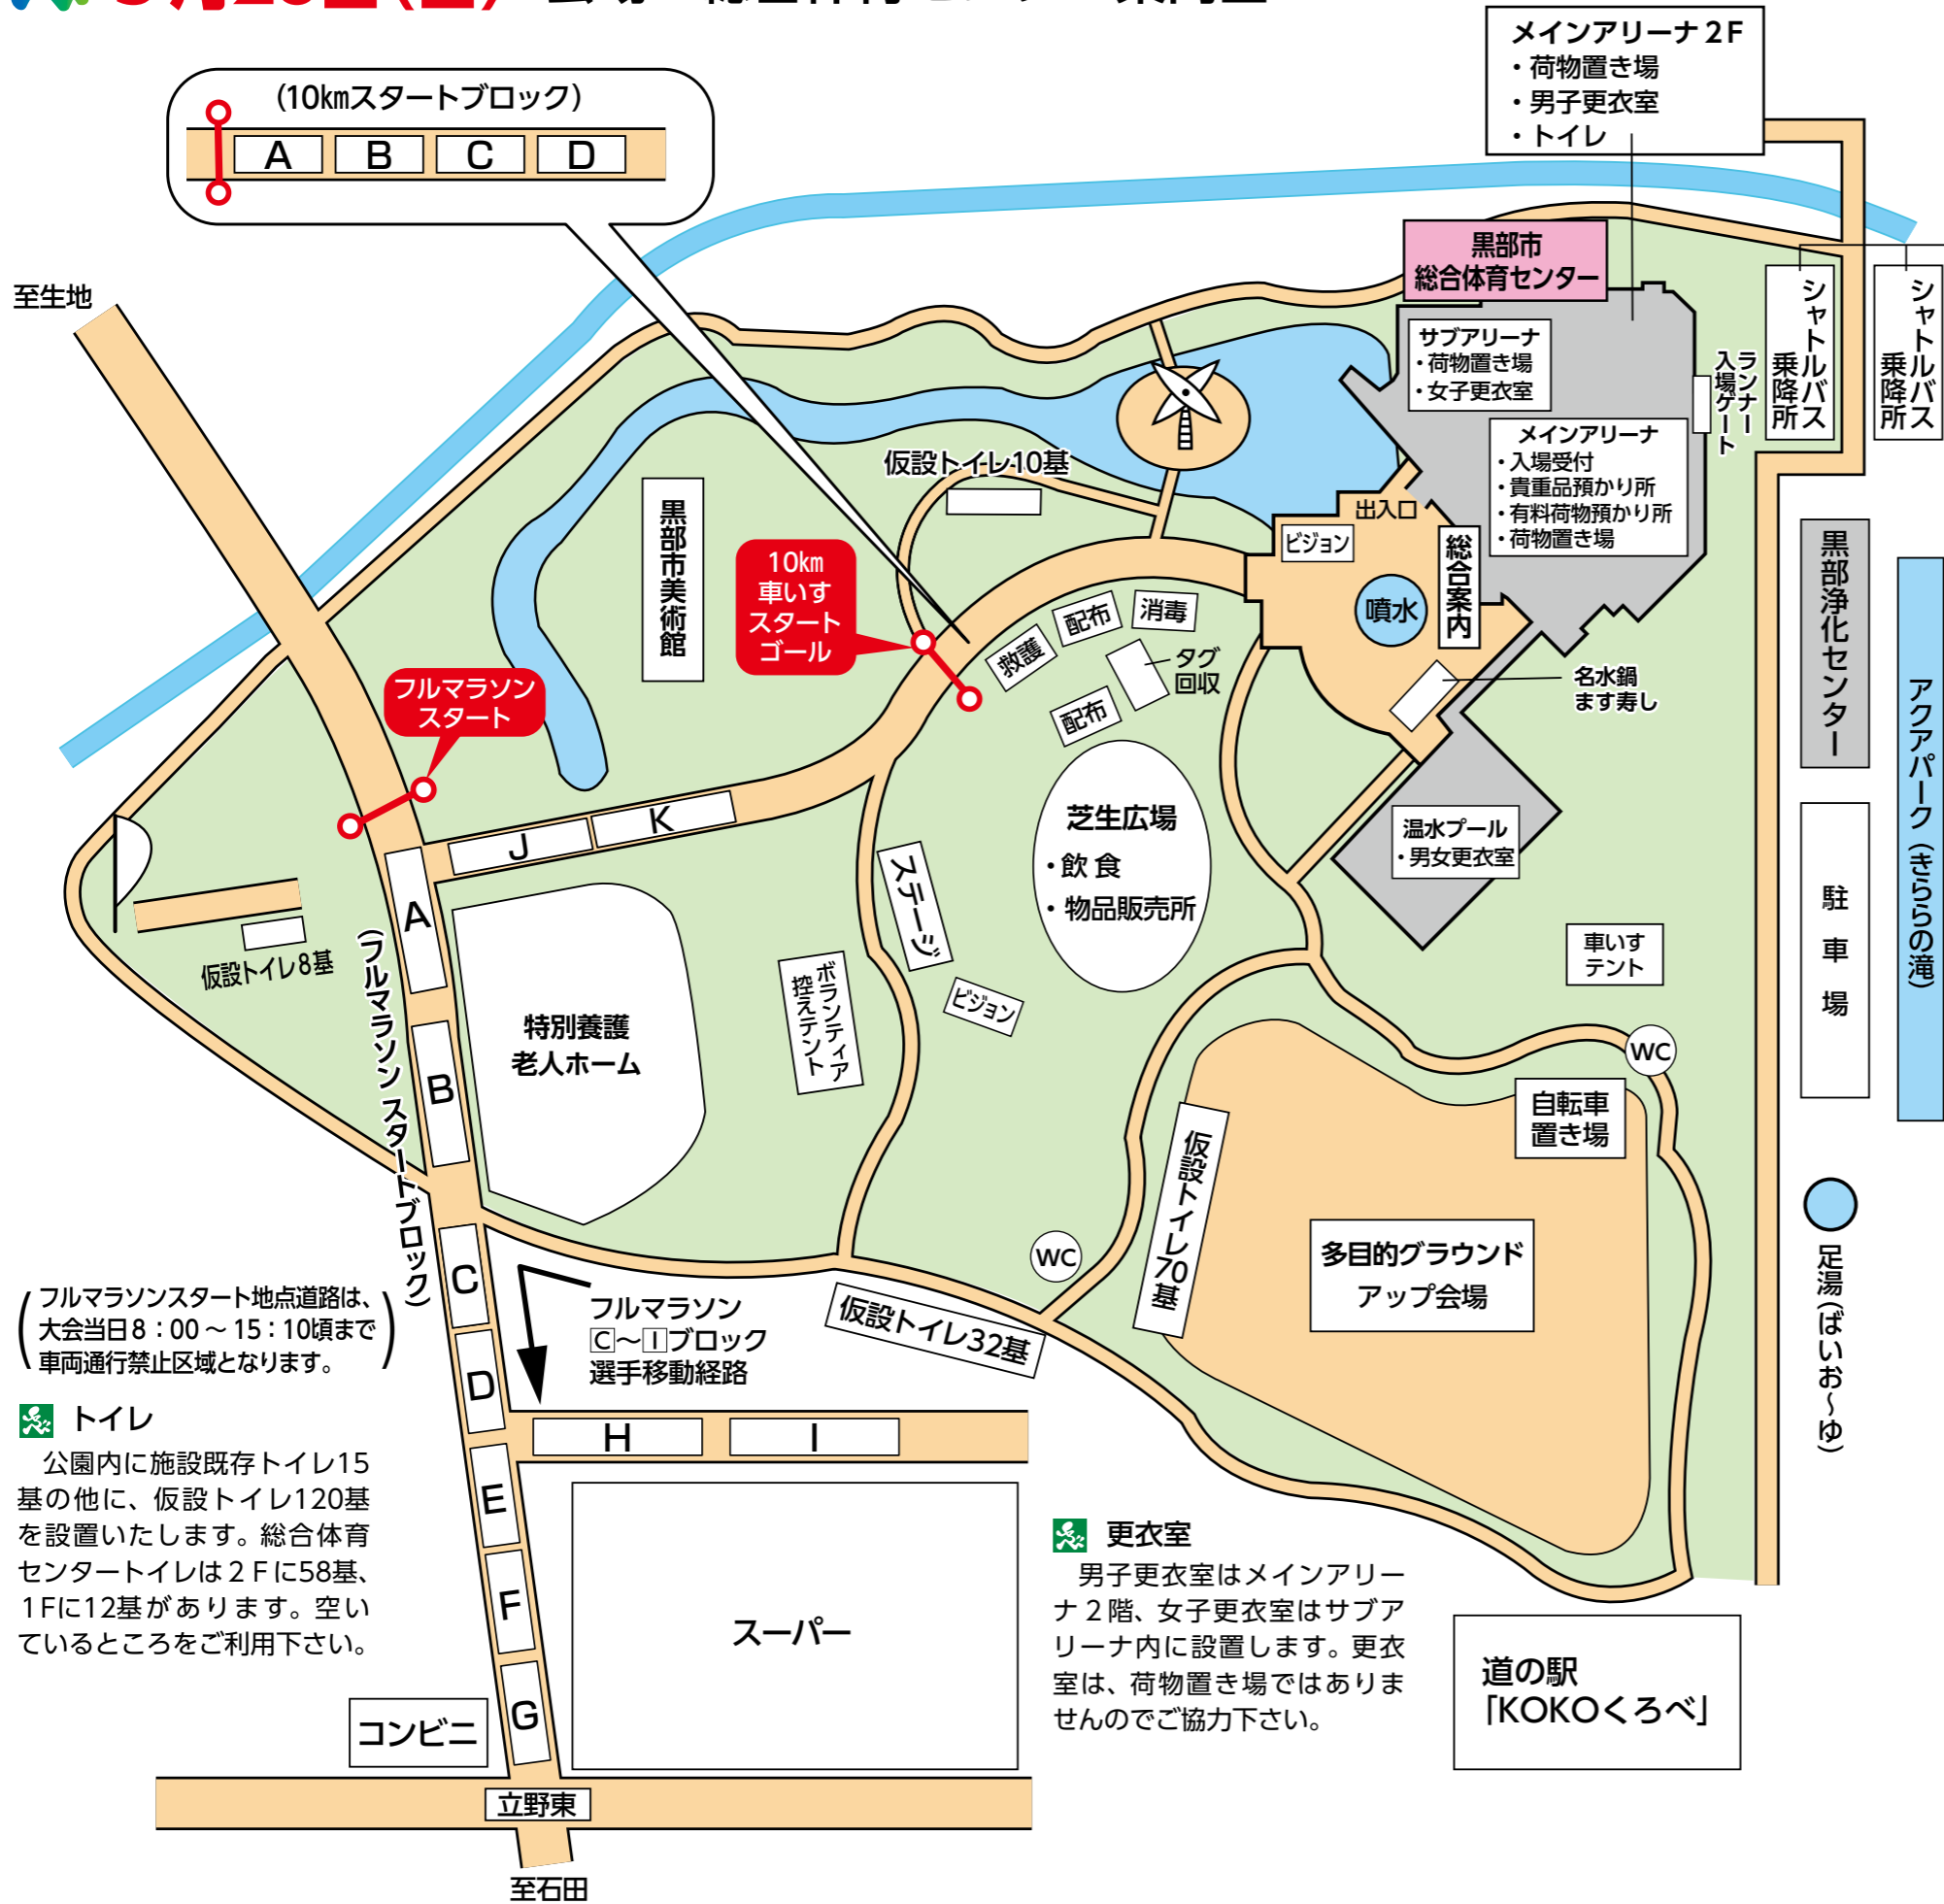 (10kmスタートブロック)
A B C D
メインアリーナ２F
・荷物置き場
・男子更衣室
・トイレ
黒部市
総合体育センター
至生地
サブアリーナ
・荷物置き場
・女子更衣室
メインアリーナ
・入場受付
・貴重品預かり所
・有料荷物預かり所
・荷物置き場
ランナー
入場ゲート
シャトルバス
乗降所
シャトルバス
乗降所
仮設トイレ10基
黒部市美術館
10km
車いす
スタート
ゴール
出入口
ビジョン
総合案内
噴水
救護
配布
消毒
タグ
回収
配布
名水鍋
ます寿し
黒部浄化センター
アクアパーク（きららの滝）
フルマラソン
スタート
J
K
芝生広場
・飲 食
・物品販売所
温水プール
・男女更衣室
駐車場
A
ステージ
仮設トイレ8基
車いす
テント
ボランティア
控えテント
ビジョン
特別養護
老人ホーム
(フルマラソン スタートブロック)
B
WC
自転車
置き場
仮設トイレ70基
多目的グラウンド
アップ会場
WC
足湯(ばいお～ゆ)
C
フルマラソンスタート地点道路は、
大会当日8：00～15：10頃まで
車両通行禁止区域となります。
フルマラソン
C～Iブロック
選手移動経路
仮設トイレ32基
D
トイレ
公園内に施設既存トイレ15
基の他に、仮設トイレ120基
を設置いたします。総合体育
センタートイレは２Ｆに58基、
1Fに12基があります。空い
ているところをご利用下さい。
H
I
E
F
G
スーパー
更衣室
男子更衣室はメインアリー
ナ２階、女子更衣室はサブア
リーナ内に設置します。更衣
室は、荷物置き場ではありま
せんのでご協力下さい。
道の駅
「KOKOくろべ」
コンビニ
立野東
至石田